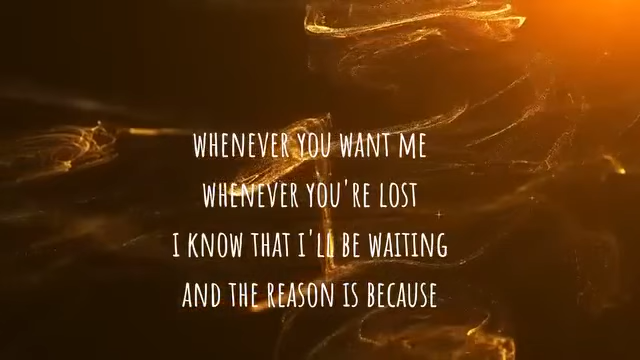 WHENEVER YOU WANT ME
WHENEVER YOU'RE LOST
I KNOW THAT I'LL BE WAITING
AND THE REASON IS BECAUSE